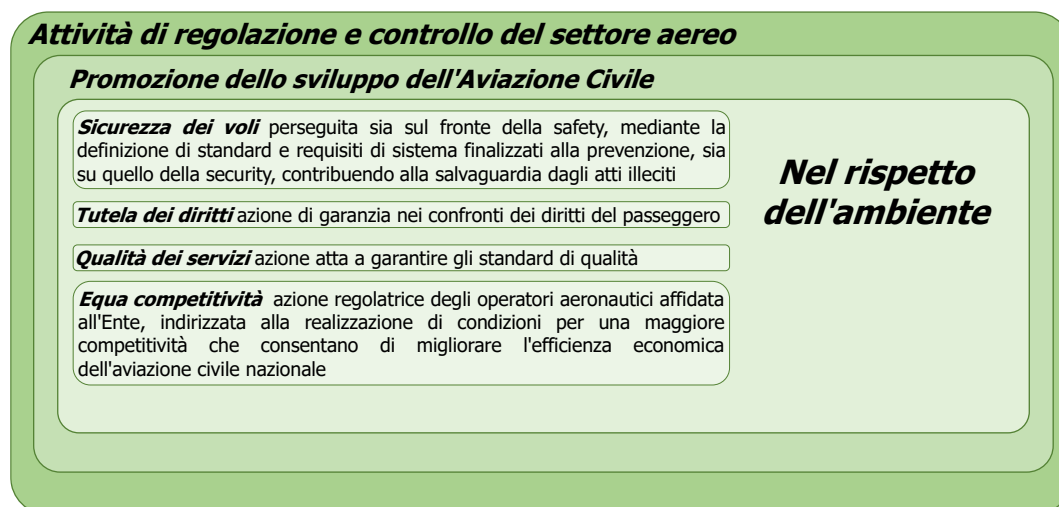 Attività di regolazione e controllo del settore aereo
Promozione dello sviluppo dell'Aviazione Civile
Sicurezza dei voli perseguita sia sul fronte della safety, mediante la
definizione di standard e requisiti di sistema finalizzati alla prevenzione, sia
su quello della security, contribuendo alla salvaguardia dagli atti illeciti
Tutela dei diritti azione di garanzia nei confronti dei diritti del passeggero
Qualità dei servizi azione atta a garantire gli standard di qualità
Equa competitività azione regolatrice degli operatori aeronautici affidata
all'Ente, indirizzata alla realizzazione di condizioni per una maggiore
competitività che consentano di migliorare l'efficienza economica
dell'aviazione civile nazionale
Nel rispetto
dell'ambiente